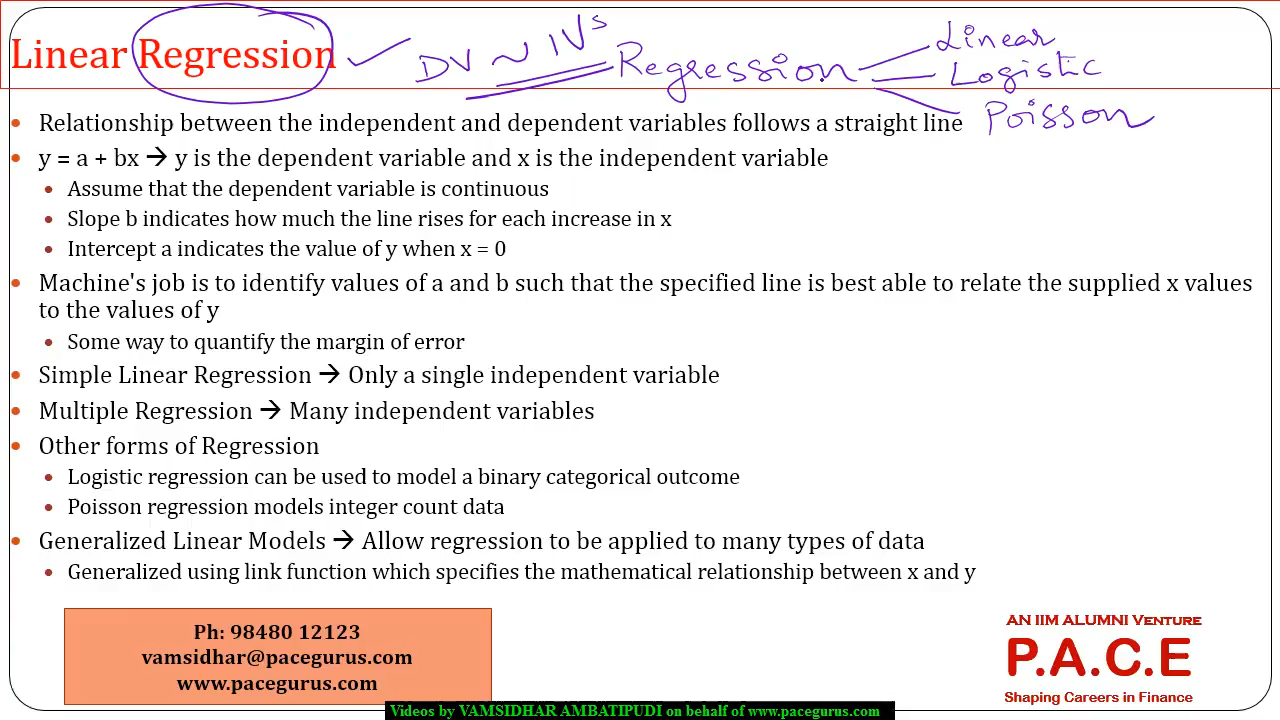 Linear Regression
DV ~ IVs Regression
Linear
Logistic
Poisson
• Relationship between the independent and dependent variables follows a straight line
• y = a + bx → y is the dependent variable and x is the independent variable
• Assume that the dependent variable is continuous
• Slope b indicates how much the line rises for each increase in x
• Intercept a indicates the value of y when x = 0
• Machine's job is to identify values of a and b such that the specified line is best able to relate the supplied x values
to the values of y
• Some way to quantify the margin of error
• Simple Linear Regression → Only a single independent variable
• Multiple Regression → Many independent variables
• Other forms of Regression
• Logistic regression can be used to model a binary categorical outcome
• Poisson regression models integer count data
• Generalized Linear Models → Allow regression to be applied to many types of data
• Generalized using link function which specifies the mathematical relationship between x and y
Ph: 98480 12123
vamsidhar@pacegurus.com
www.pacegurus.com
AN IIM ALUMNI VENTURE
P.A.C.E
Shaping Careers in Finance
Videos by VAMSIDHAR AMBATIPUDI on behalf of www.pacegurus.com